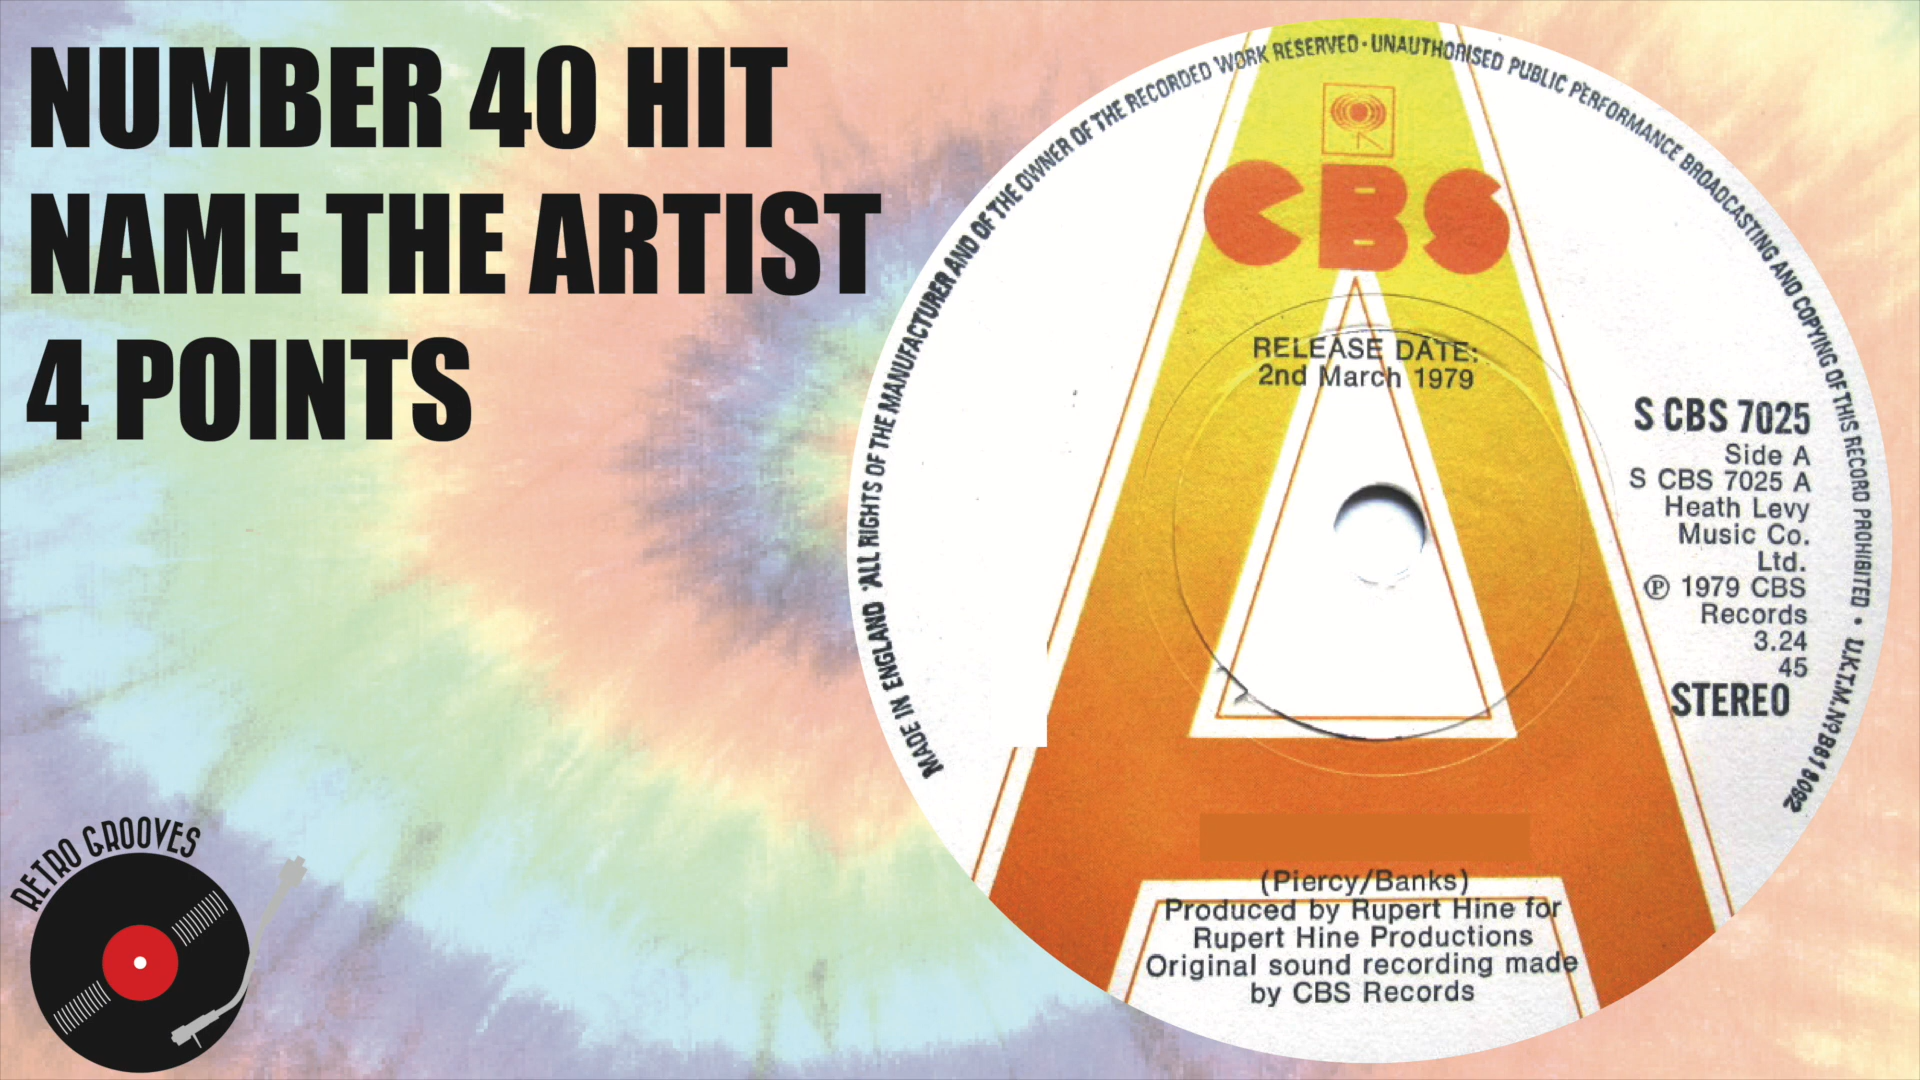 NUMBER 40 HIT
NAME THE ARTIST
4 POINTS
MADE IN ENGLAND 'ALL RIGHTS OF THE MANUFACTURER AND OF THE OWNER OF THE RECORDED WORK RESERVED · UNAUTHORISED PUBLIC PERFORMANCE BROADCASTING AND COPYING OF THIS RECORD PROHIBITED • U.K.T.M. Nº B818092
CBS
RELEASE DATE:
2nd March 1979
S CBS 7025
Side A
S CBS 7025 A
Heath Levy
Music Co.
Ltd.
Ⓟ 1979 CBS
Records
3.24
45
STEREO
(Piercy/Banks)
Produced by Rupert Hine for
Rupert Hine Productions
Original sound recording made
by CBS Records
RETRO GROOVES